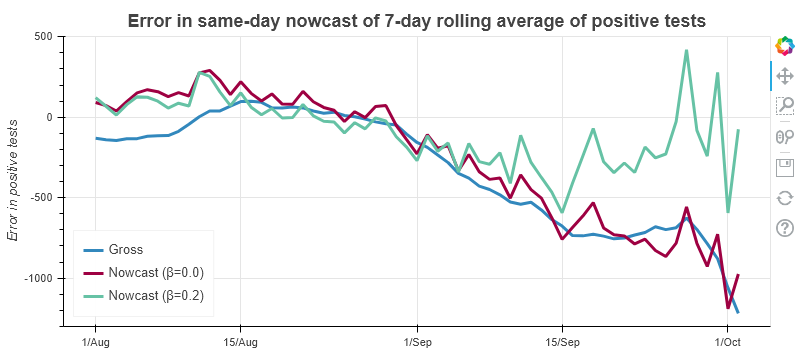 Error in same-day nowcast of 7-day rolling average of positive tests
Error in positive tests
500
0
-500
-1000
Gross
Nowcast (β=0.0)
Nowcast (β=0.2)
1/Aug
15/Aug
1/Sep
15/Sep
1/Oct